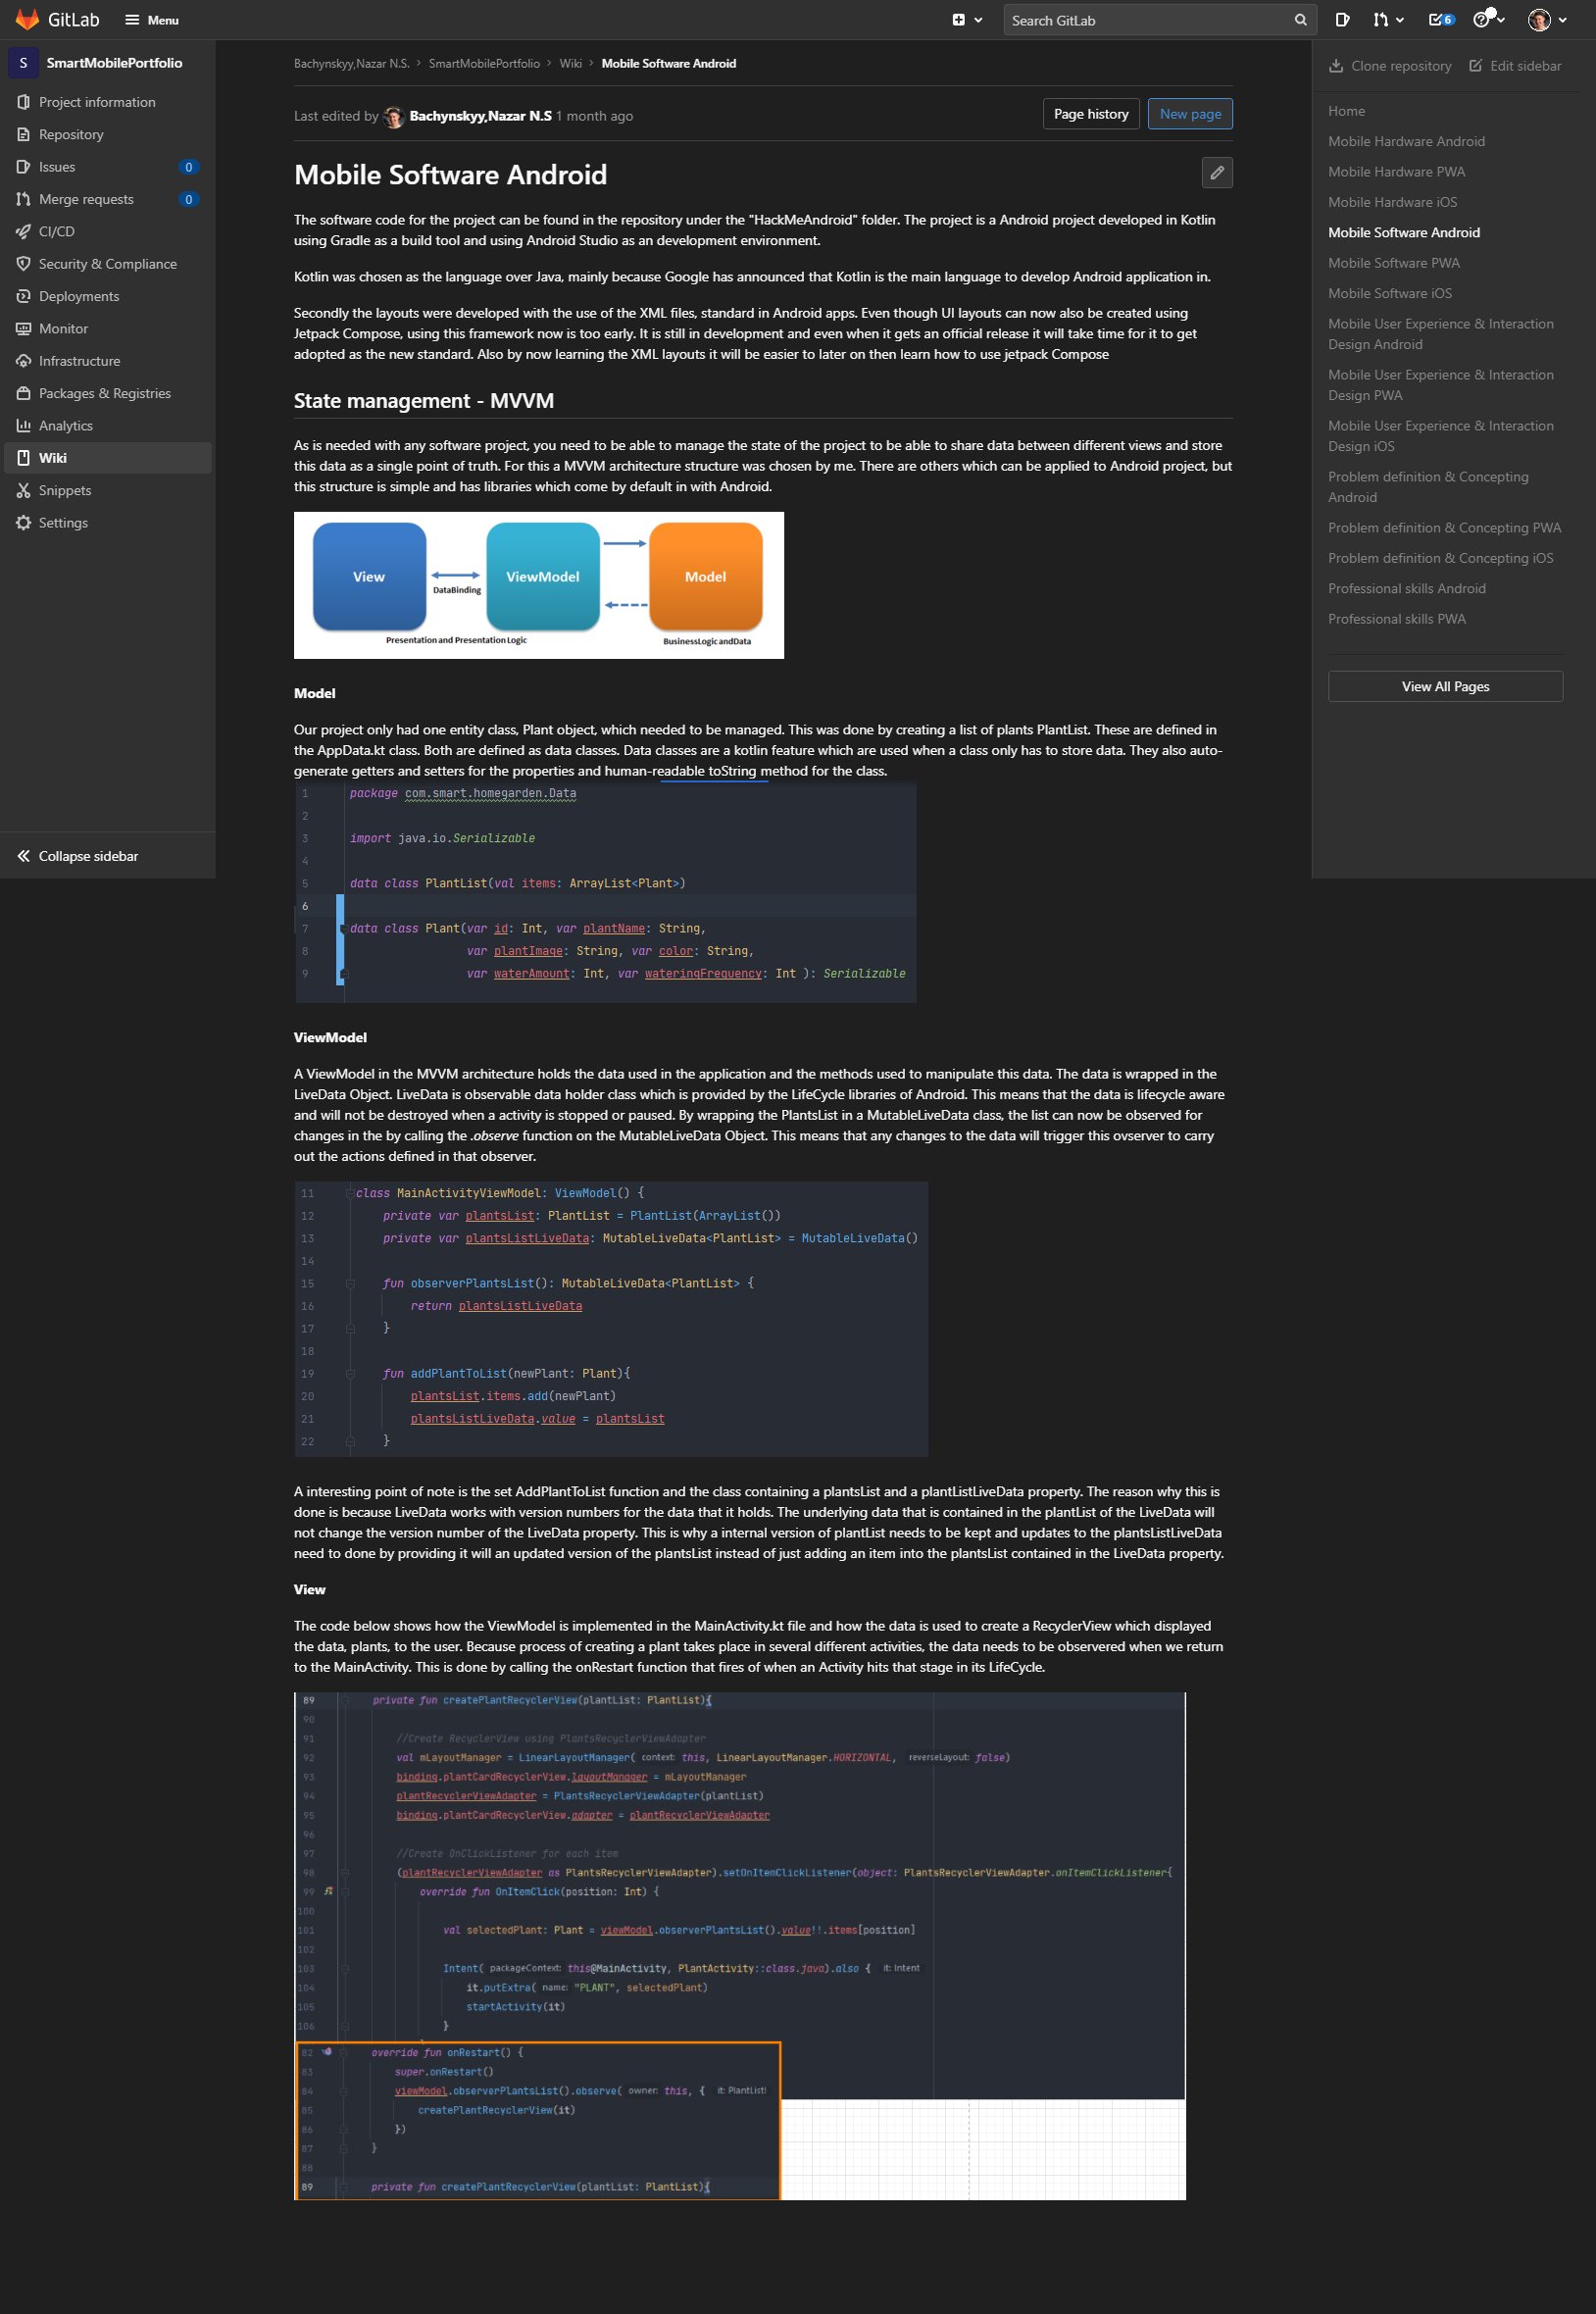 GitLab
Menu
Search GitLab
6
S
SmartMobilePortfolio
Project information
Repository
Issues
0
Merge requests
0
CI/CD
Security & Compliance
Deployments
Monitor
Infrastructure
Packages & Registries
Analytics
Wiki
Snippets
Settings
Collapse sidebar
Bachynskyy,Nazar N.S. › SmartMobilePortfolio › Wiki › Mobile Software Android
Last edited by Bachynskyy,Nazar N.S 1 month ago
Page history
New page
Mobile Software Android
The software code for the project can be found in the repository under the "HackMeAndroid" folder. The project is a Android project developed in Kotlin
using Gradle as a build tool and using Android Studio as an development environment.
Kotlin was chosen as the language over Java, mainly because Google has announced that Kotlin is the main language to develop Android application in.
Secondly the layouts were developed with the use of the XML files, standard in Android apps. Even though UI layouts can now also be created using
Jetpack Compose, using this framework now is too early. It is still in development and even when it gets an official release it will take time for it to get
adopted as the new standard. Also by now learning the XML layouts it will be easier to later on then learn how to use jetpack Compose
State management - MVVM
As is needed with any software project, you need to be able to manage the state of the project to be able to share data between different views and store
this data as a single point of truth. For this a MVVM architecture structure was chosen by me. There are others which can be applied to Android project, but
this structure is simple and has libraries which come by default in with Android.
View
DataBinding
ViewModel
Model
Presentation and Presentation Logic
BusinessLogic andData
Model
Our project only had one entity class, Plant object, which needed to be managed. This was done by creating a list of plants PlantList. These are defined in
the AppData.kt class. Both are defined as data classes. Data classes are a kotlin feature which are used when a class only has to store data. They also auto-
generate getters and setters for the properties and human-readable toString method for the class.
1 package com.smart.homegarden.Data
2
3 import java.io.Serializable
4
5 data class PlantList(val items: ArrayList<Plant>)
6
7 data class Plant(var id: Int, var plantName: String,
8 var plantImage: String, var color: String,
9 var waterAmount: Int, var wateringFrequency: Int ): Serializable
ViewModel
A ViewModel in the MVVM architecture holds the data used in the application and the methods used to manipulate this data. The data is wrapped in the
LiveData Object. LiveData is observable data holder class which is provided by the LifeCycle libraries of Android. This means that the data is lifecycle aware
and will not be destroyed when a activity is stopped or paused. By wrapping the PlantsList in a MutableLiveData class, the list can now be observed for
changes in the by calling the .observe function on the MutableLiveData Object. This means that any changes to the data will trigger this ovserver to carry
out the actions defined in that observer.
11 class MainActivityViewModel: ViewModel() {
12 private var plantsList: PlantList = PlantList(ArrayList())
13 private var plantsListLiveData: MutableLiveData<PlantList> = MutableLiveData()
14
15 fun observerPlantsList(): MutableLiveData<PlantList> {
16 return plantsListLiveData
17 }
18
19 fun addPlantToList(newPlant: Plant){
20 plantsList.items.add(newPlant)
21 plantsListLiveData.value = plantsList
22 }
A interesting point of note is the set AddPlantToList function and the class containing a plantsList and a plantListLiveData property. The reason why this is
done is because LiveData works with version numbers for the data that it holds. The underlying data that is contained in the plantList of the LiveData will
not change the version number of the LiveData property. This is why a internal version of plantList needs to be kept and updates to the plantsListLiveData
need to done by providing it will an updated version of the plantsList instead of just adding an item into the plantsList contained in the LiveData property.
View
The code below shows how the ViewModel is implemented in the MainActivity.kt file and how the data is used to create a RecyclerView which displayed
the data, plants, to the user. Because process of creating a plant takes place in several different activities, the data needs to be observered when we return
to the MainActivity. This is done by calling the onRestart function that fires of when an Activity hits that stage in its LifeCycle.
89 private fun createPlantRecyclerView(plantList: PlantList){
90
91 //Create RecyclerView using PlantsRecyclerViewAdapter
92 val mLayoutManager = LinearLayoutManager( context: this, LinearLayoutManager.HORIZONTAL, reverseLayout: false)
93 binding.plantCardRecyclerView.layoutManager = mLayoutManager
94 plantRecyclerViewAdapter = PlantsRecyclerViewAdapter(plantList)
95 binding.plantCardRecyclerView.adapter = plantRecyclerViewAdapter
96
97 //Create OnClickListener for each item
98 (plantRecyclerViewAdapter as PlantsRecyclerViewAdapter).setOnItemClickListener(object: PlantsRecyclerViewAdapter.onItemClickListener{
99 override fun OnItemClick(position: Int) {
100
101 val selectedPlant: Plant = viewModel.observerPlantsList().value!!.items[position]
102
103 Intent( packageContext: this@MainActivity, PlantActivity::class.java).also { it: Intent
104 it.putExtra( name: "PLANT", selectedPlant)
105 startActivity(it)
106 }
82 override fun onRestart() {
83 super.onRestart()
84 viewModel.observerPlantsList().observe( owner: this, { it: PlantList!
85 createPlantRecyclerView(it)
86 })
87 }
88
89 private fun createPlantRecyclerView(plantList: PlantList){
Clone repository
Edit sidebar
Home
Mobile Hardware Android
Mobile Hardware PWA
Mobile Hardware iOS
Mobile Software Android
Mobile Software PWA
Mobile Software iOS
Mobile User Experience & Interaction
Design Android
Mobile User Experience & Interaction
Design PWA
Mobile User Experience & Interaction
Design iOS
Problem definition & Concepting
Android
Problem definition & Concepting PWA
Problem definition & Concepting iOS
Professional skills Android
Professional skills PWA
View All Pages